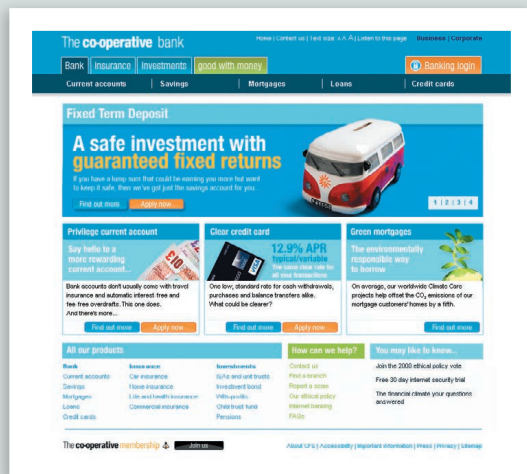 The co-operative bank
Home | Contact us | Text size: A A A | Listen to this page
Business | Corporate
Bank
Insurance
Investments
good with money
Banking login
Current accounts | Savings | Mortgages | Loans | Credit cards
Fixed Term Deposit
A safe investment with
guaranteed fixed returns
If you have a lump sum that could be earning you more but want
to keep it safe, then we've got just the savings account for you...
Find out more
Apply now
1 | 2 | 3 | 4
Privilege current account
Say hello to a
more rewarding
current account...
£10
Bank accounts don't usually come with travel
insurance and automatic interest free and
fee free overdrafts. This one does.
And there's more...
Find out more
Apply now
Clear credit card
12.9% APR
typical/variable
The same clear rate for
all your transactions
VISA
One low, standard rate for cash withdrawals,
purchases and balance transfers alike.
What could be clearer?
Find out more
Apply now
Green mortgages
The environmentally
responsible way
to borrow
On average, our worldwide Climate Care
projects help offset the CO₂ emissions of our
mortgage customers' homes by a fifth.
Find out more
All our products
Bank
Current accounts
Savings
Mortgages
Loans
Credit cards
Insurance
Car insurance
Home insurance
Life and health insurance
Commercial insurance
Investments
ISAs and unit trusts
Investment bond
With-profits
Child trust fund
Pensions
How can we help?
Contact us
Find a branch
Report a scam
Our ethical policy
Internet banking
FAQs
You may like to know...
Join the 2008 ethical policy vote
Free 30 day internet security trial
The financial climate your questions
answered
The co-operative membership
Join us
About CFS | Accessibility | Important information | Press | Privacy | Sitemap